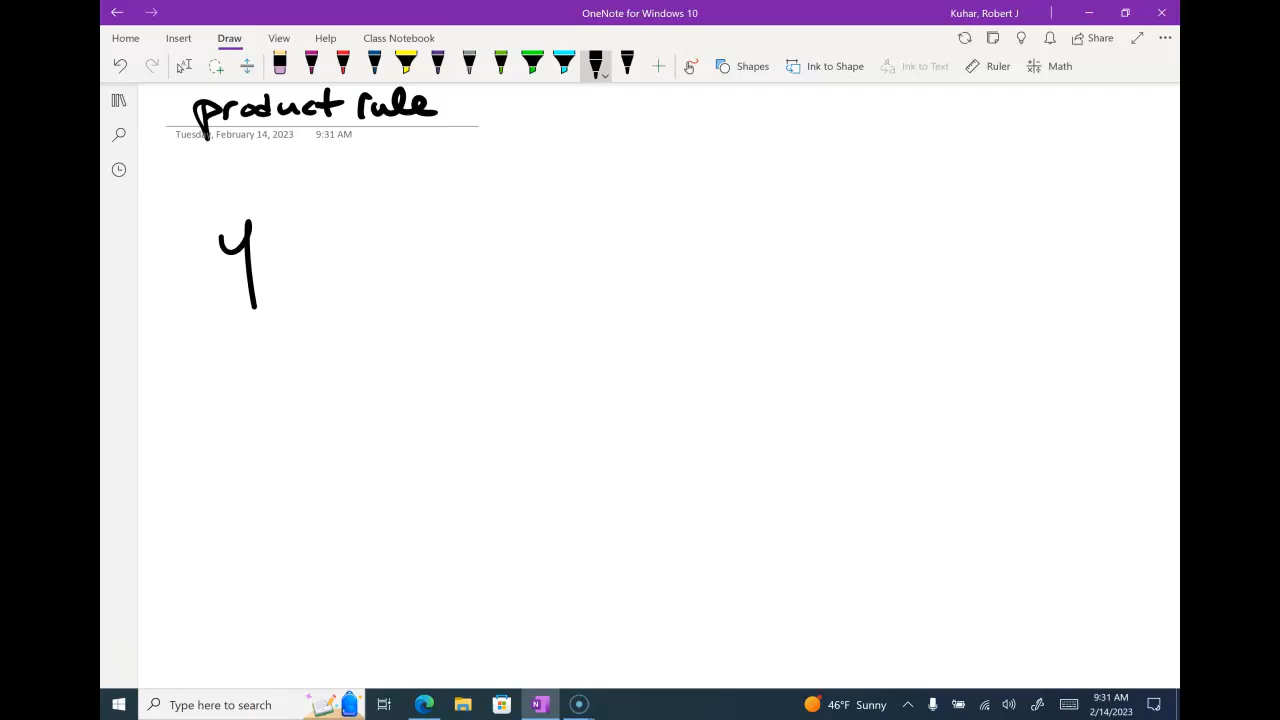 OneNote for Windows 10
Kuhar, Robert J
Home Insert Draw View Help Class Notebook
Share
Shapes Ink to Shape Ink to Text Ruler Math
product rule
Tuesday, February 14, 2023 9:31 AM
y
Type here to search
46°F Sunny
9:31 AM
2/14/2023